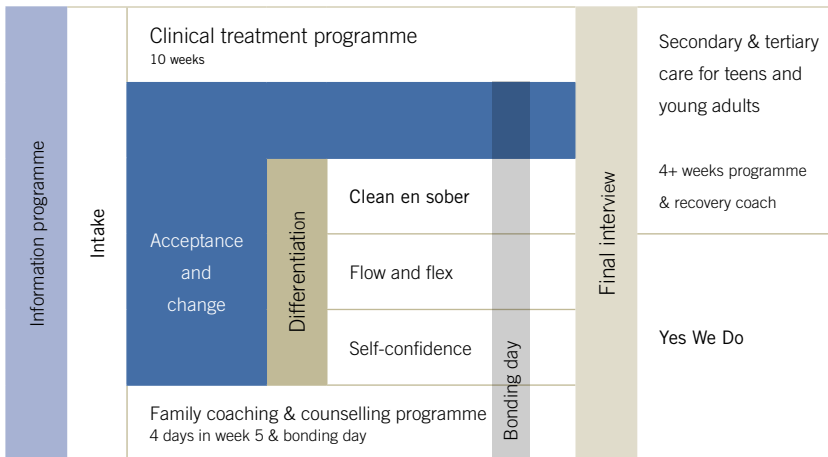 Information programme
Intake
Clinical treatment programme
10 weeks
Acceptance
and
change
Differentiation
Clean en sober
Flow and flex
Self-confidence
Bonding day
Family coaching & counselling programme
4 days in week 5 & bonding day
Final interview
Secondary & tertiary
care for teens and
young adults
4+ weeks programme
& recovery coach
Yes We Do